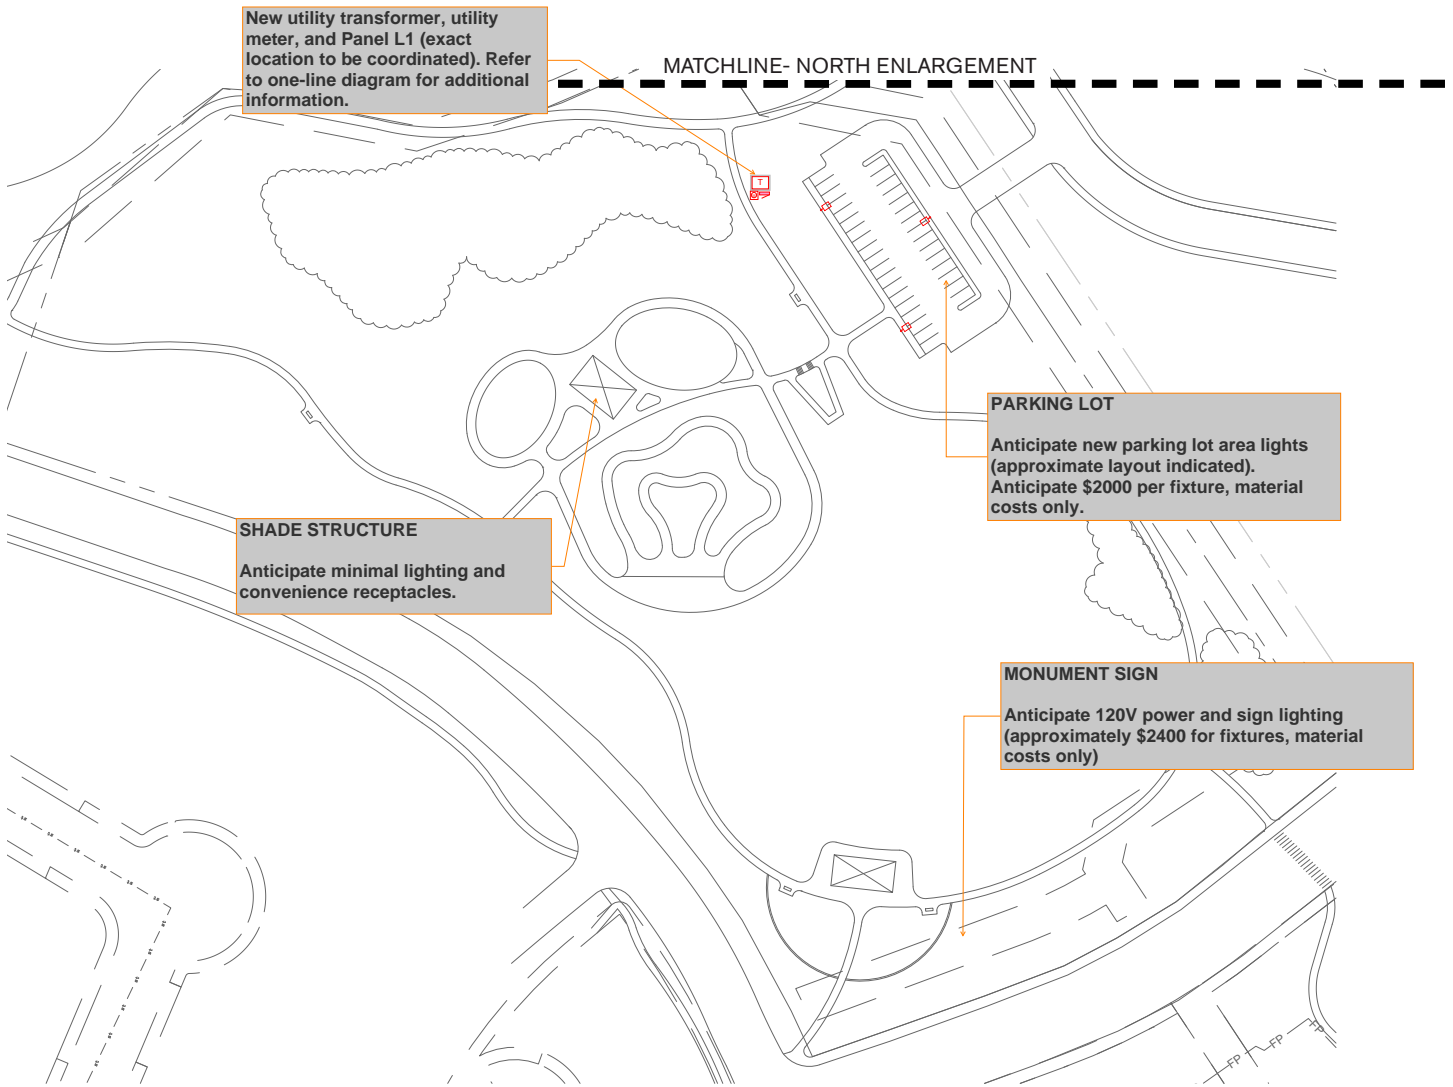 New utility transformer, utility
meter, and Panel L1 (exact
location to be coordinated). Refer
to one-line diagram for additional
information.
MATCHLINE- NORTH ENLARGEMENT
T
PARKING LOT
Anticipate new parking lot area lights
(approximate layout indicated).
Anticipate $2000 per fixture, material
costs only.
SHADE STRUCTURE
Anticipate minimal lighting and
convenience receptacles.
MONUMENT SIGN
Anticipate 120V power and sign lighting
(approximately $2400 for fixtures, material
costs only)
FP
FP
FP